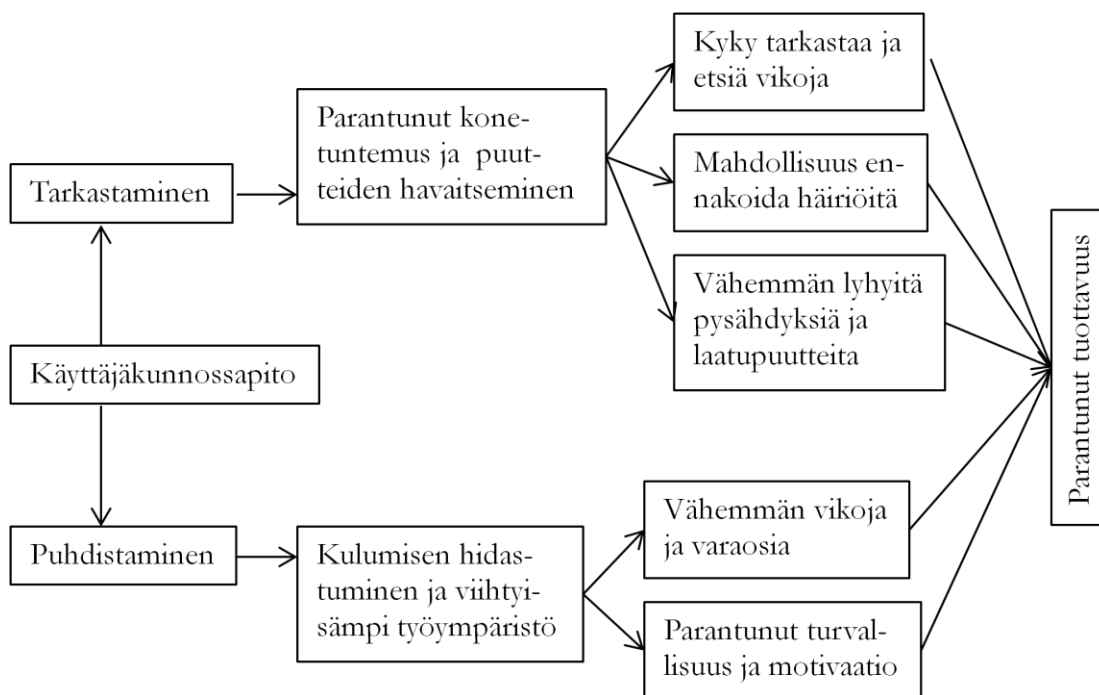 Kyky tarkastaa ja
etsiä vikoja
Parantunut kone-
tuntemus ja puut-
teiden havaitseminen
Mahdollisuus en-
nakoida häiriöitä
Tarkastaminen
Vähemmän lyhyitä
pysähdyksiä ja
laatupuutteita
Käyttäjäkunnossapito
Parantunut tuottavuus
Vähemmän vikoja
ja varaosia
Puhdistaminen
Kulumisen hidas-
tuminen ja viihtyi-
sämpi työympäristö
Parantunut turval-
lisuus ja motivaatio